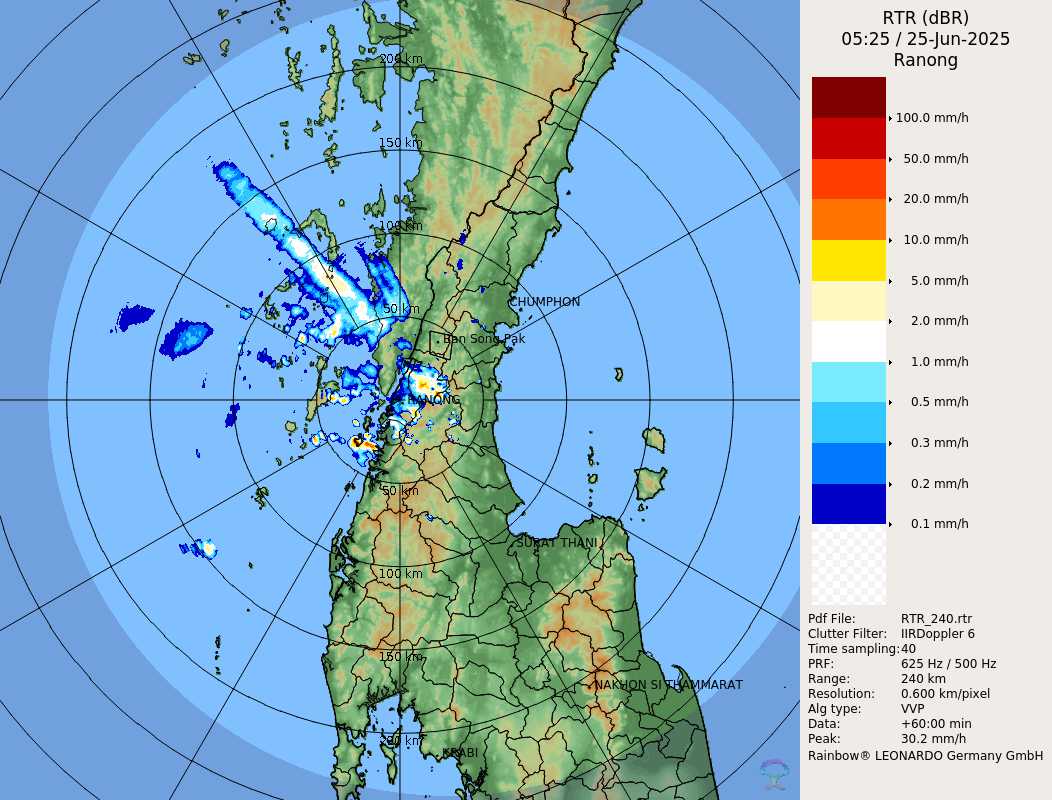 RTR (dBR)
05:25 / 25-Jun-2025
Ranong
100.0 mm/h
50.0 mm/h
20.0 mm/h
10.0 mm/h
5.0 mm/h
2.0 mm/h
1.0 mm/h
0.5 mm/h
0.3 mm/h
0.2 mm/h
0.1 mm/h
Pdf File: RTR_240.rtr
Clutter Filter: IIRDoppler 6
Time sampling: 40
PRF: 625 Hz / 500 Hz
Range: 240 km
Resolution: 0.600 km/pixel
Alg type: VVP
Data: +60:00 min
Peak: 30.2 mm/h
Rainbow® LEONARDO Germany GmbH
200 km
150 km
100 km
50 km
CHUMPHON
Ban Song Pak
RANONG
50 km
SURAT THANI
100 km
150 km
NAKHON SI THAMMARAT
200 km
KRABI